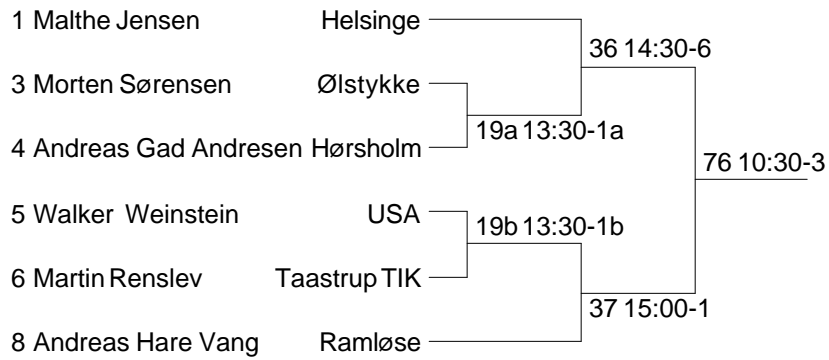 1 Malthe Jensen Helsinge
36 14:30-6
3 Morten Sørensen Ølstykke
19a 13:30-1a
4 Andreas Gad Andresen Hørsholm
76 10:30-3
5 Walker Weinstein USA
19b 13:30-1b
6 Martin Renslev Taastrup TIK
37 15:00-1
8 Andreas Hare Vang Ramløse